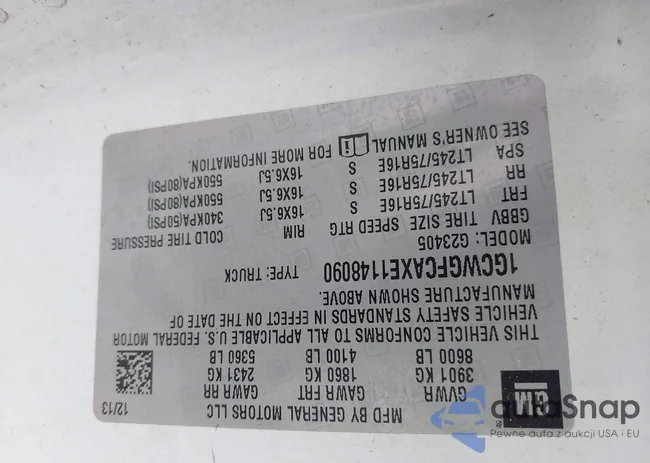 GM
MFD BY GENERAL MOTORS LLC 12/13
GVWR GAWR FRT GAWR RR
3901 KG 1860 KG 2431 KG
8600 LB 4100 LB 5360 LB
THIS VEHICLE CONFORMS TO ALL APPLICABLE U.S. FEDERAL MOTOR
VEHICLE SAFETY STANDARDS IN EFFECT ON THE DATE OF
MANUFACTURE SHOWN ABOVE.
1GCWGFCAXE1148090 TYPE: TRUCK
MODEL: G23405
GBBV TIRE SIZE SPEED RTG RIM COLD TIRE PRESSURE
FRT LT245/75R16E S 16X6.5J 340KPA(50PSI)
RR LT245/75R16E S 16X6.5J 550KPA(80PSI)
SPA LT245/75R16E S 16X6.5J 550KPA(80PSI)
SEE OWNER'S MANUAL FOR MORE INFORMATION.
autoSnap
Pewne auta z aukcji USA i EU